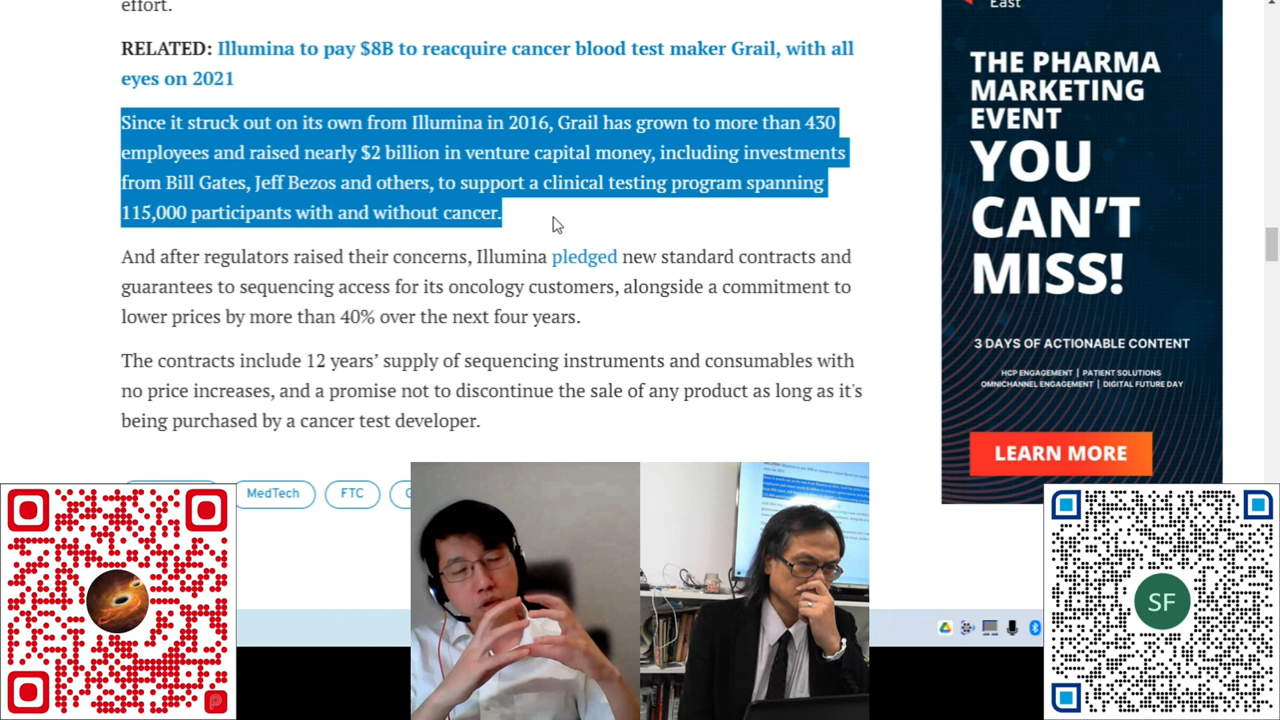 effort.
RELATED: Illumina to pay $8B to reacquire cancer blood test maker Grail, with all
eyes on 2021
Since it struck out on its own from Illumina in 2016, Grail has grown to more than 430
employees and raised nearly $2 billion in venture capital money, including investments
from Bill Gates, Jeff Bezos and others, to support a clinical testing program spanning
115,000 participants with and without cancer.
And after regulators raised their concerns, Illumina pledged new standard contracts and
guarantees to sequencing access for its oncology customers, alongside a commitment to
lower prices by more than 40% over the next four years.
The contracts include 12 years’ supply of sequencing instruments and consumables with
no price increases, and a promise not to discontinue the sale of any product as long as it's
being purchased by a cancer test developer.
MedTech
FTC
East
THE PHARMA
MARKETING
EVENT
YOU
CAN’T
MISS!
3 DAYS OF ACTIONABLE CONTENT
HCP ENGAGEMENT | PATIENT SOLUTIONS
OMNICHANNEL ENGAGEMENT | DIGITAL FUTURE DAY
LEARN MORE
SF